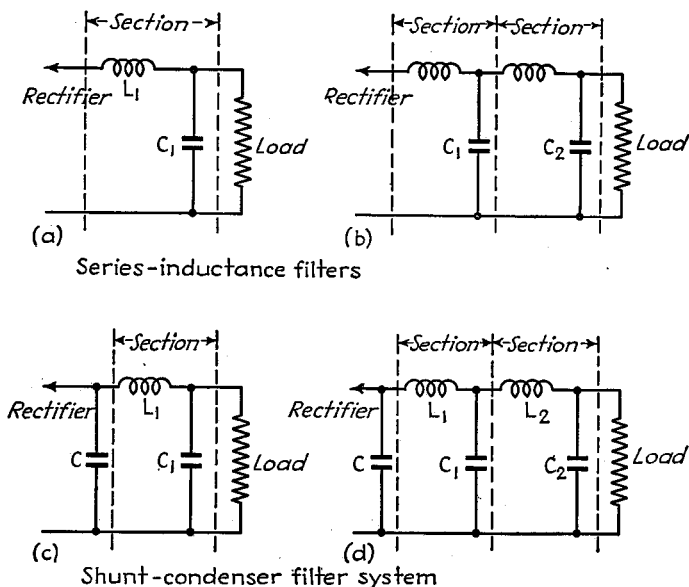 Section
Section Section
Rectifier L1 C1 Load
Rectifier C1 C2 Load
(a) (b)
Series-inductance filters
Section
Section Section
Rectifier L1 C C1 Load
Rectifier L1 L2 C C1 C2 Load
(c) (d)
Shunt-condenser filter system